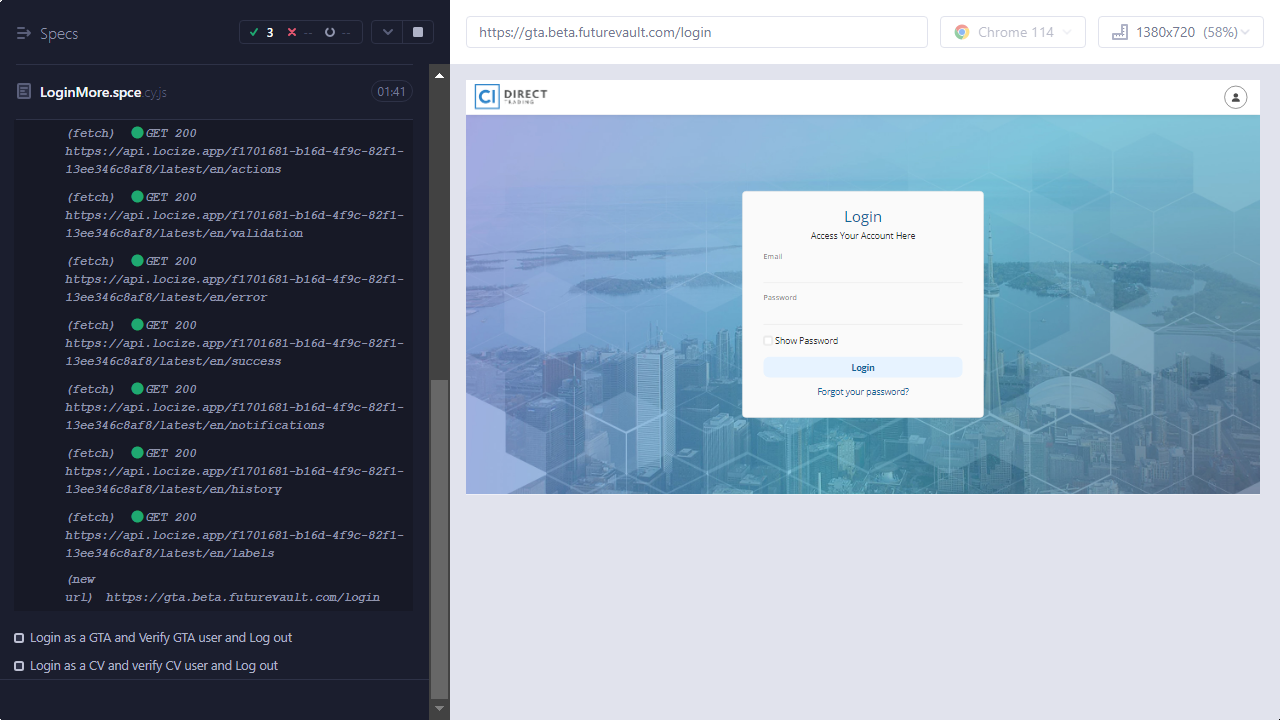 Specs
3 -- --
LoginMore.spce.cy.js
01:41
(fetch) GET 200
https://api.locize.app/f1701681-b16d-4f9c-82f1-
13ee346c8af8/latest/en/actions
(fetch) GET 200
https://api.locize.app/f1701681-b16d-4f9c-82f1-
13ee346c8af8/latest/en/validation
(fetch) GET 200
https://api.locize.app/f1701681-b16d-4f9c-82f1-
13ee346c8af8/latest/en/error
(fetch) GET 200
https://api.locize.app/f1701681-b16d-4f9c-82f1-
13ee346c8af8/latest/en/success
(fetch) GET 200
https://api.locize.app/f1701681-b16d-4f9c-82f1-
13ee346c8af8/latest/en/notifications
(fetch) GET 200
https://api.locize.app/f1701681-b16d-4f9c-82f1-
13ee346c8af8/latest/en/history
(fetch) GET 200
https://api.locize.app/f1701681-b16d-4f9c-82f1-
13ee346c8af8/latest/en/labels
(new
url) https://gta.beta.futurevault.com/login
Login as a GTA and Verify GTA user and Log out
Login as a CV and verify CV user and Log out
https://gta.beta.futurevault.com/login
Chrome 114
1380x720 (58%)
CI DIRECT
TRADING
Login
Access Your Account Here
Email
Password
Show Password
Login
Forgot your password?